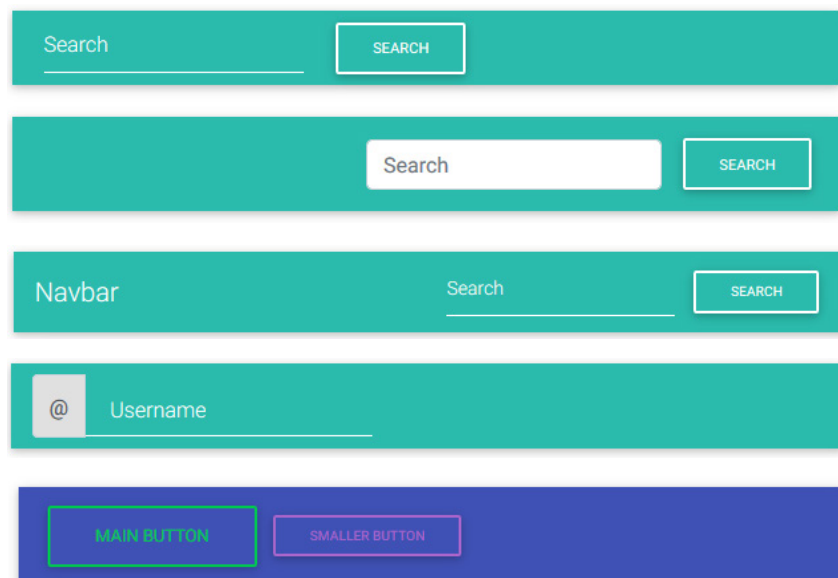 Search SEARCH
Search SEARCH
Navbar Search SEARCH
@ Username
MAIN BUTTON SMALLER BUTTON